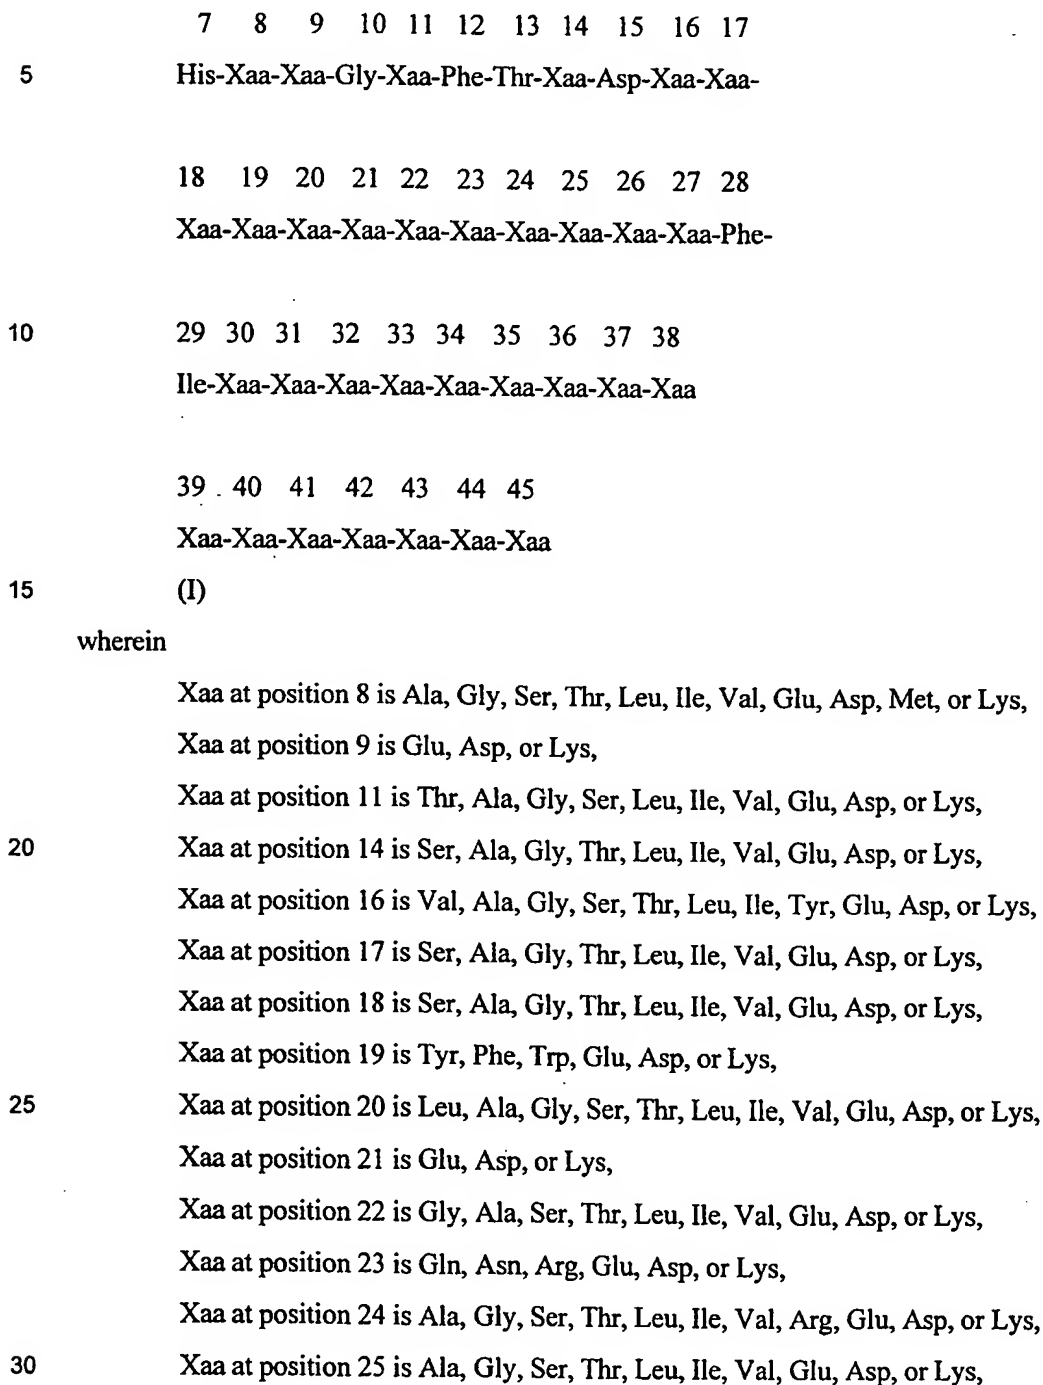 7 8 9 10 11 12 13 14 15 16 17
5 His-Xaa-Xaa-Gly-Xaa-Phe-Thr-Xaa-Asp-Xaa-Xaa-
18 19 20 21 22 23 24 25 26 27 28
Xaa-Xaa-Xaa-Xaa-Xaa-Xaa-Xaa-Xaa-Xaa-Xaa-Phe-
10 29 30 31 32 33 34 35 36 37 38
Ile-Xaa-Xaa-Xaa-Xaa-Xaa-Xaa-Xaa-Xaa-Xaa
39 40 41 42 43 44 45
Xaa-Xaa-Xaa-Xaa-Xaa-Xaa-Xaa
15 (I)
wherein
Xaa at position 8 is Ala, Gly, Ser, Thr, Leu, Ile, Val, Glu, Asp, Met, or Lys,
Xaa at position 9 is Glu, Asp, or Lys,
Xaa at position 11 is Thr, Ala, Gly, Ser, Leu, Ile, Val, Glu, Asp, or Lys,
20 Xaa at position 14 is Ser, Ala, Gly, Thr, Leu, Ile, Val, Glu, Asp, or Lys,
Xaa at position 16 is Val, Ala, Gly, Ser, Thr, Leu, Ile, Tyr, Glu, Asp, or Lys,
Xaa at position 17 is Ser, Ala, Gly, Thr, Leu, Ile, Val, Glu, Asp, or Lys,
Xaa at position 18 is Ser, Ala, Gly, Thr, Leu, Ile, Val, Glu, Asp, or Lys,
Xaa at position 19 is Tyr, Phe, Trp, Glu, Asp, or Lys,
25 Xaa at position 20 is Leu, Ala, Gly, Ser, Thr, Leu, Ile, Val, Glu, Asp, or Lys,
Xaa at position 21 is Glu, Asp, or Lys,
Xaa at position 22 is Gly, Ala, Ser, Thr, Leu, Ile, Val, Glu, Asp, or Lys,
Xaa at position 23 is Gln, Asn, Arg, Glu, Asp, or Lys,
Xaa at position 24 is Ala, Gly, Ser, Thr, Leu, Ile, Val, Arg, Glu, Asp, or Lys,
30 Xaa at position 25 is Ala, Gly, Ser, Thr, Leu, Ile, Val, Glu, Asp, or Lys,